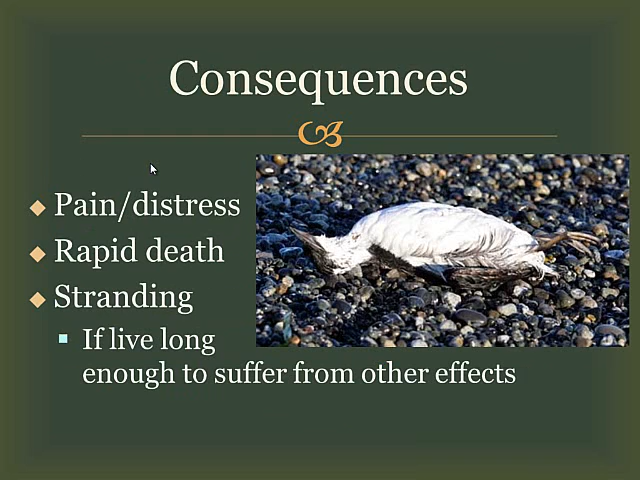 Consequences
Pain/distress
Rapid death
Stranding
If live long
enough to suffer from other effects